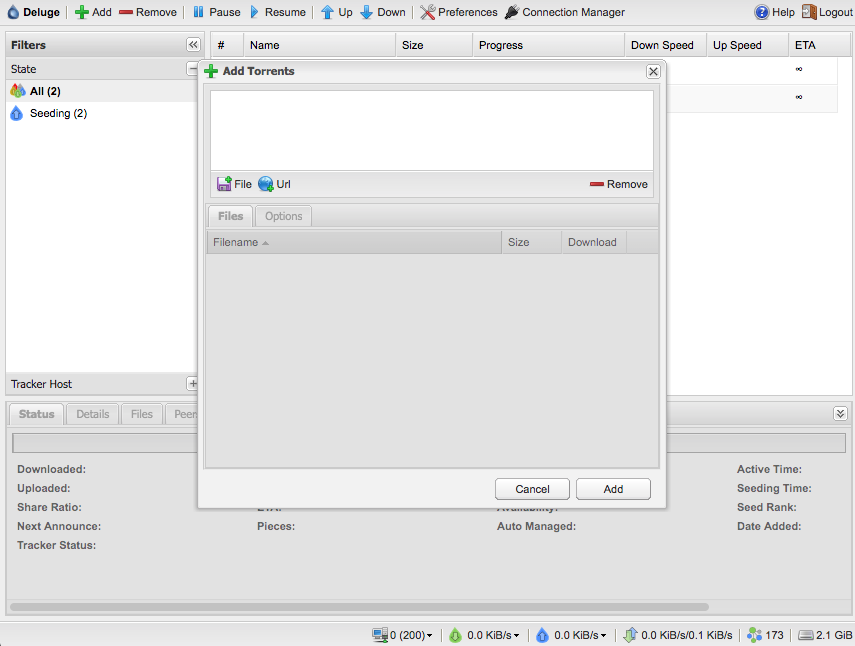 Deluge Add Remove Pause Resume Up Down Preferences Connection Manager Help Logout
Filters # Name Size Progress Down Speed Up Speed ETA
State
∞
All (2)
∞
Seeding (2)
Tracker Host
Add Torrents
File Url Remove
Files Options
Filename Size Download
Cancel Add
Status Details Files
Downloaded: Active Time:
Uploaded: Seeding Time:
Share Ratio: ETA: Availability: Seed Rank:
Next Announce: Pieces: Auto Managed: Date Added:
Tracker Status:
0 (200) 0.0 KiB/s 0.0 KiB/s 0.0 KiB/s/0.1 KiB/s 173 2.1 GiB